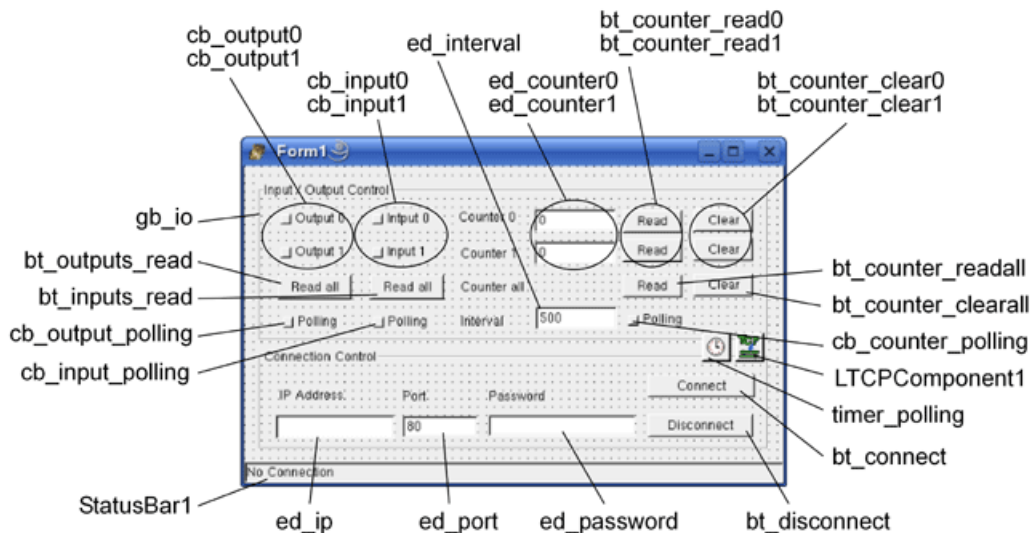 cb_output0
cb_output1
cb_input0
cb_input1
ed_interval
ed_counter0
ed_counter1
bt_counter_read0
bt_counter_read1
bt_counter_clear0
bt_counter_clear1
Form1
gb_io
Input / Output Control
Output 0
Intput 0
Counter 0
0
Read
Clear
Output 1
Input 1
Counter 1
0
Read
Clear
bt_outputs_read
bt_inputs_read
Read all
Read all
Counter all
Read
Clear
bt_counter_readall
bt_counter_clearall
cb_output_polling
cb_input_polling
Polling
Polling
Interval
500
Polling
cb_counter_polling
LTCPComponent1
timer_polling
bt_connect
Connection Control
IP Address:
Port
Password
Connect
80
Disconnect
No Connection
StatusBar1
ed_ip
ed_port
ed_password
bt_disconnect